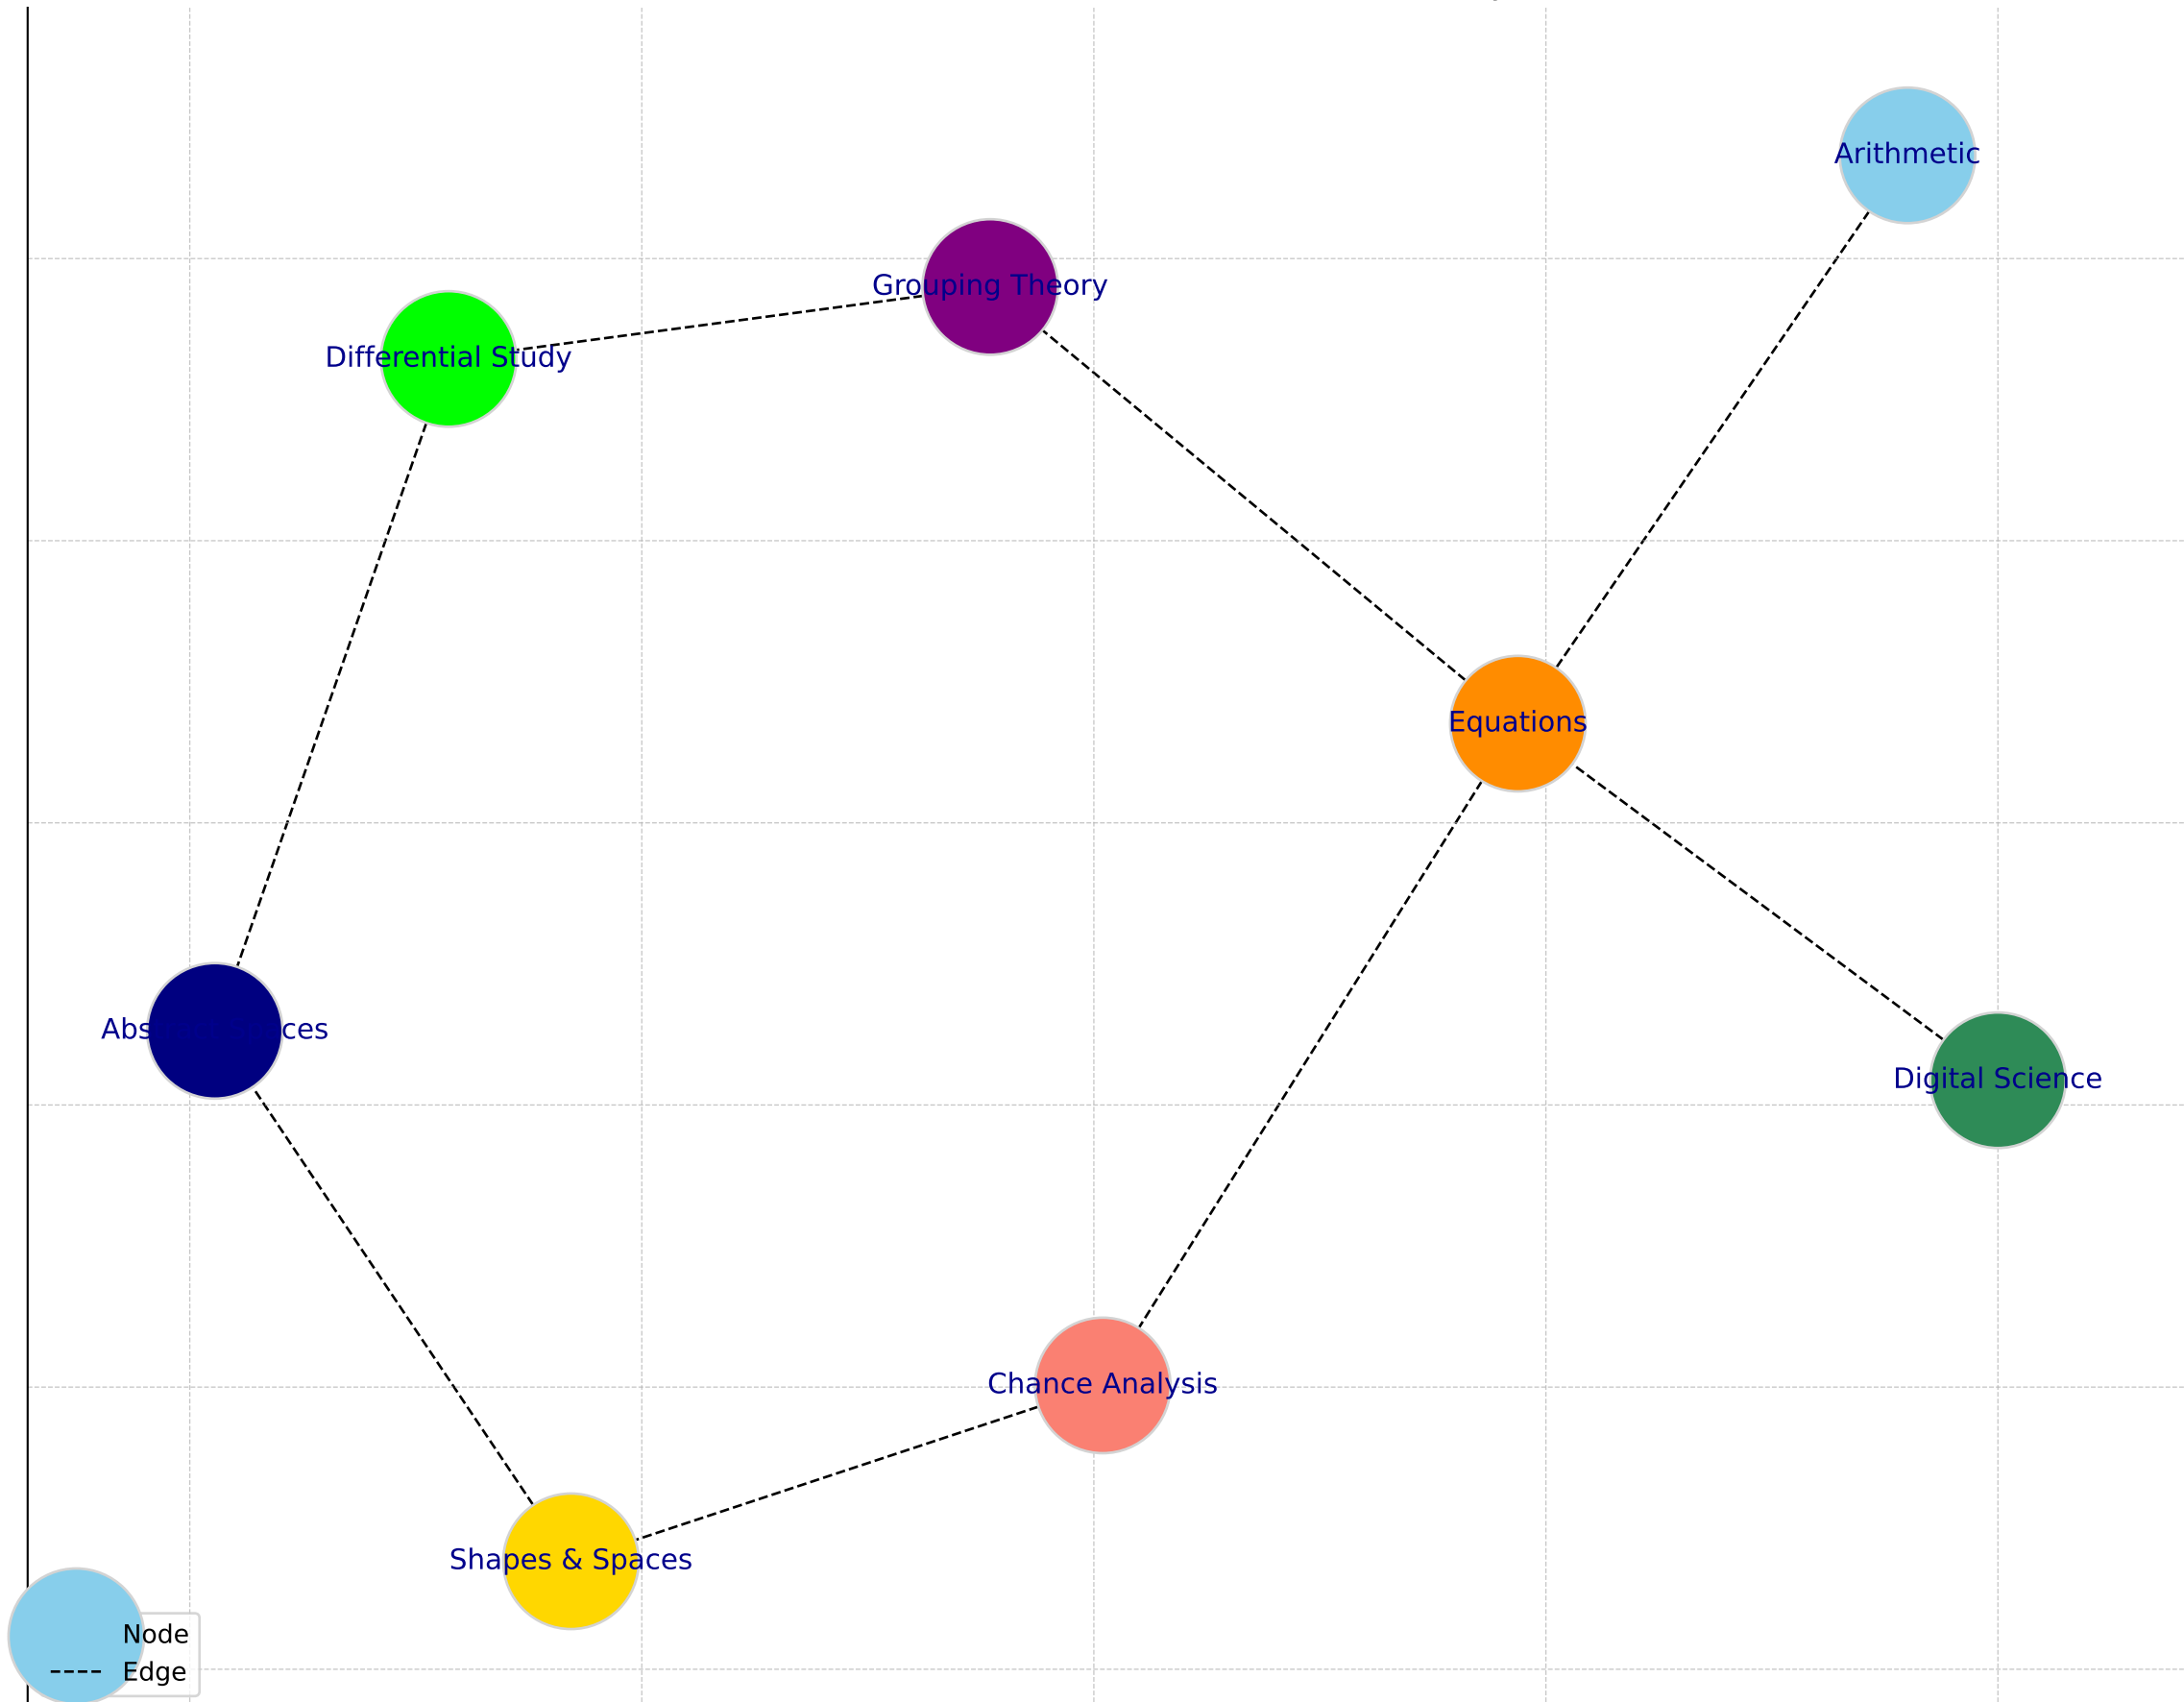 Arithmetic
Grouping Theory
Differential Study
Equations
Digital Science
Chance Analysis
Shapes & Spaces
Node
Edge